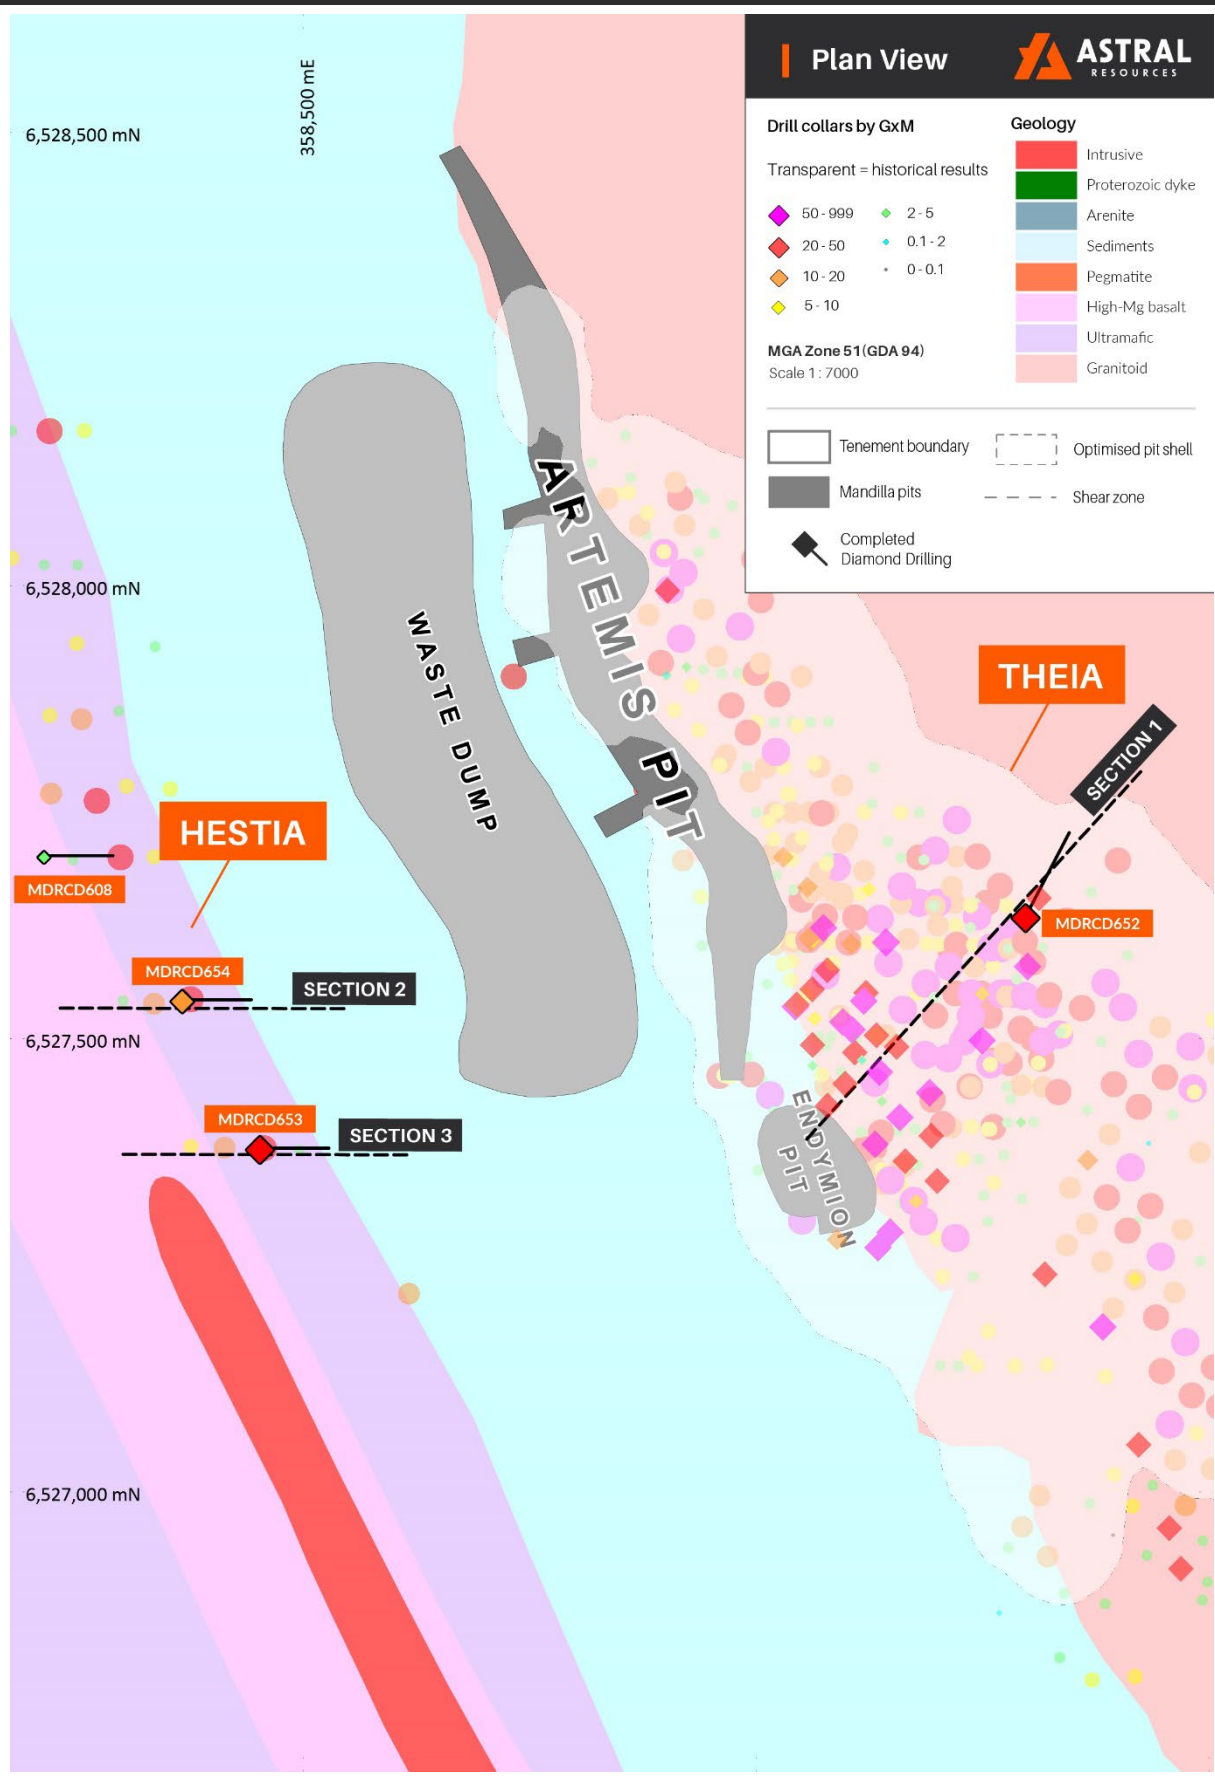 Plan View
ASTRAL
RESOURCES
Drill collars by GxM
Transparent = historical results
50 - 999
20 - 50
10 - 20
5 - 10
2 - 5
0.1 - 2
0 - 0.1
MGA Zone 51(GDA 94)
Scale 1 : 7000
Geology
Intrusive
Proterozoic dyke
Arenite
Sediments
Pegmatite
High-Mg basalt
Ultramafic
Granitoid
Tenement boundary
Mandilla pits
Completed
Diamond Drilling
Optimised pit shell
Shear zone
358,500 mE
6,528,500 mN
6,528,000 mN
6,527,500 mN
6,527,000 mN
ARTEMIS PIT
WASTE DUMP
THEIA
SECTION 1
HESTIA
MDRCD608
MDRCD652
MDRCD654
SECTION 2
MDRCD653
SECTION 3
ENDYMION
PIT